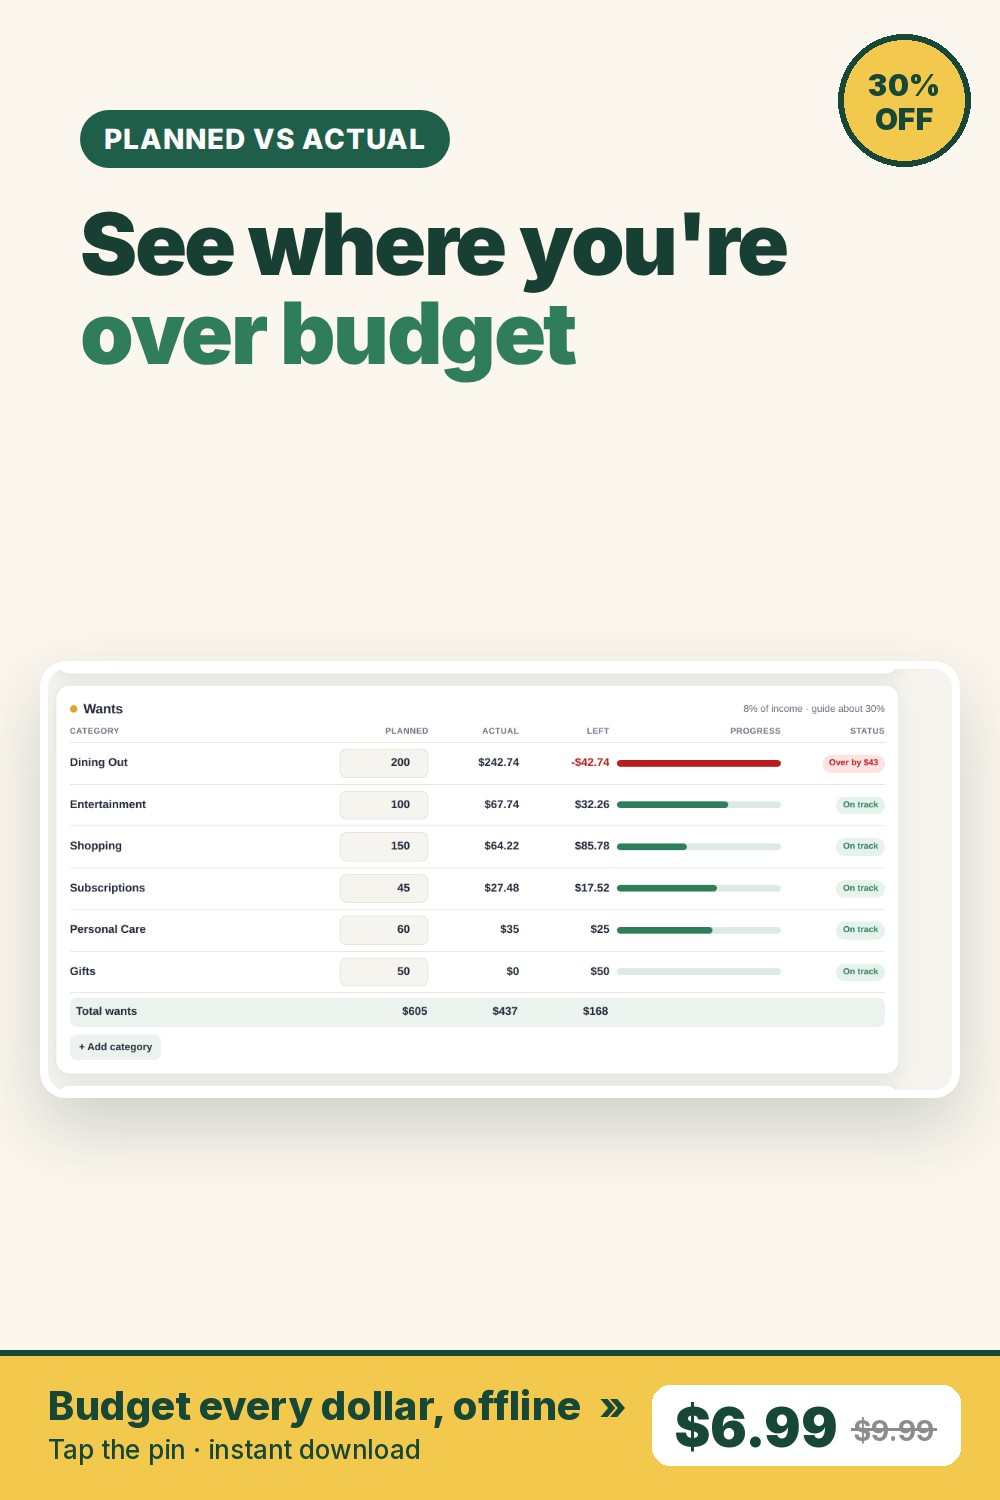 30%
OFF
PLANNED VS ACTUAL
See where you're
over budget
Wants 8% of income · guide about 30%
CATEGORY PLANNED ACTUAL LEFT PROGRESS STATUS
Dining Out 200 $242.74 -$42.74 Over by $43
Entertainment 100 $67.74 $32.26 On track
Shopping 150 $64.22 $85.78 On track
Subscriptions 45 $27.48 $17.52 On track
Personal Care 60 $35 $25 On track
Gifts 50 $0 $50 On track
Total wants $605 $437 $168
+ Add category
Budget every dollar, offline »
Tap the pin · instant download
$6.99 $9.99